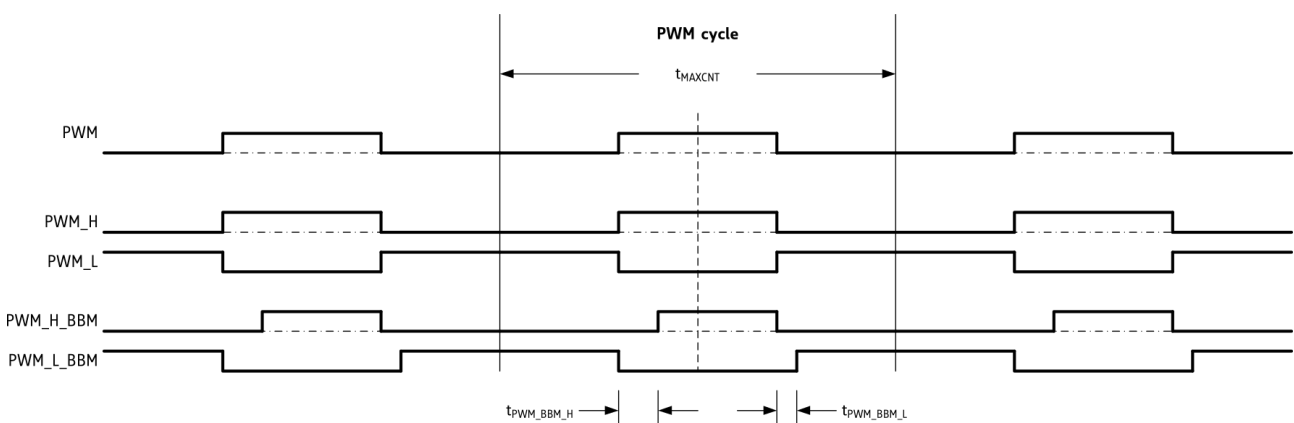 PWM cycle
tMAXCNT
PWM
PWM_H
PWM_L
PWM_H_BBM
PWM_L_BBM
tPWM_BBM_H
tPWM_BBM_L